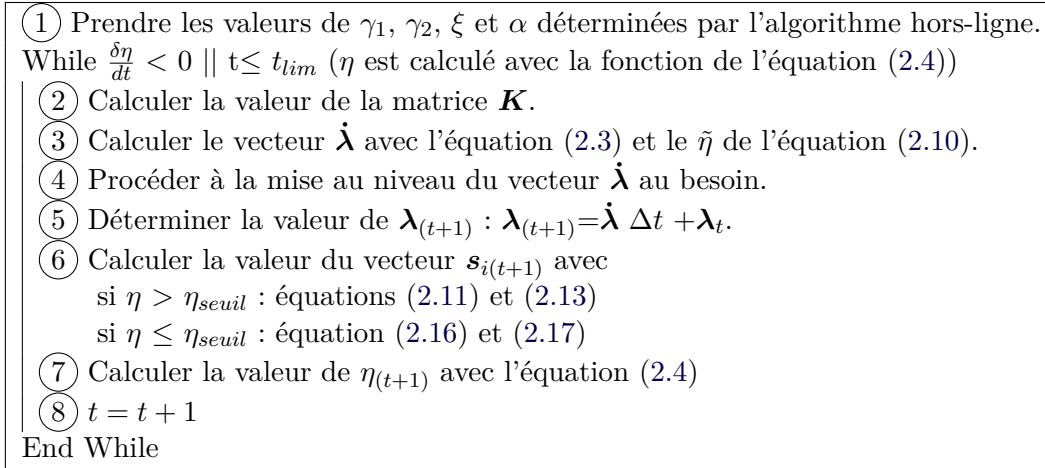 ① Prendre les valeurs de γ₁, γ₂, ξ et α déterminées par l'algorithme hors-ligne.
While δη/dt < 0 || t≤ t_lim (η est calculé avec la fonction de l'équation (2.4))
② Calculer la valeur de la matrice K.
③ Calculer le vecteur λ̇ avec l'équation (2.3) et le η̃ de l'équation (2.10).
④ Procéder à la mise au niveau du vecteur λ̇ au besoin.
⑤ Déterminer la valeur de λ_(t+1) : λ_(t+1)=λ̇ Δt +λ_t.
⑥ Calculer la valeur du vecteur s_i(t+1) avec
si η > η_seuil : équations (2.11) et (2.13)
si η ≤ η_seuil : équation (2.16) et (2.17)
⑦ Calculer la valeur de η_(t+1) avec l'équation (2.4)
⑧ t = t + 1
End While